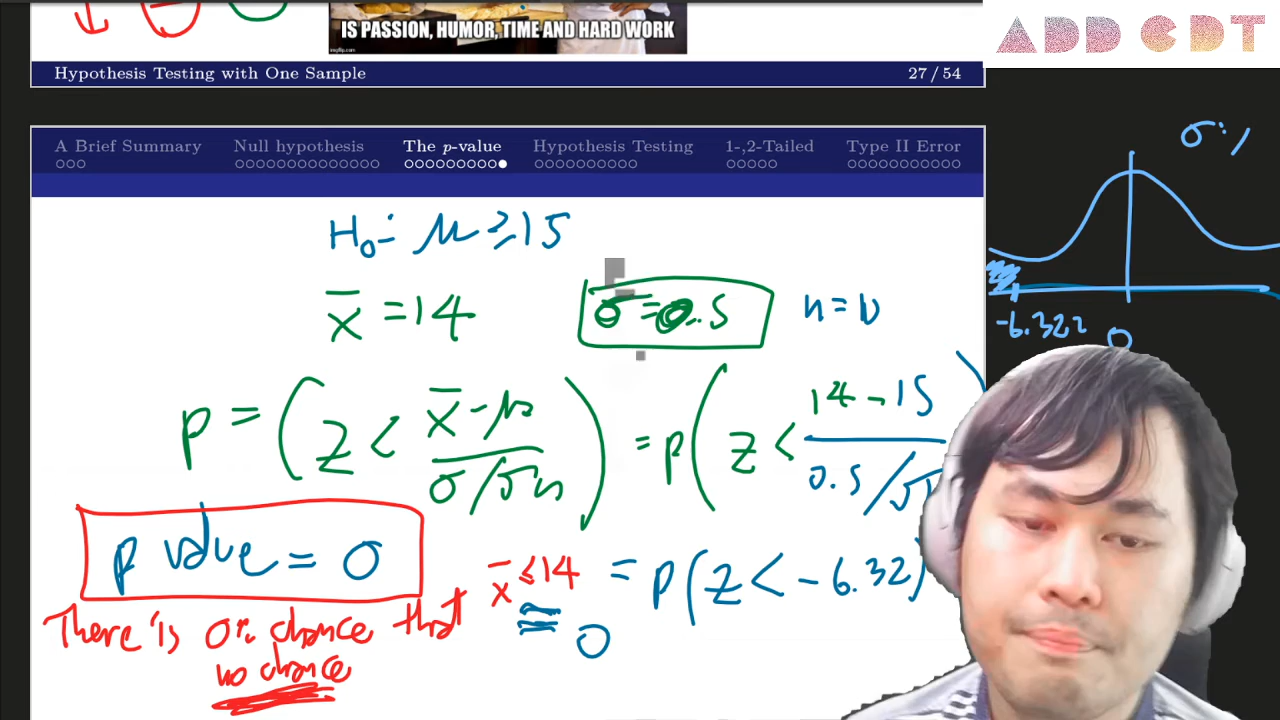 IS PASSION, HUMOR, TIME AND HARD WORK
imgflip.com
ADD CDT
Hypothesis Testing with One Sample 27 / 54
A Brief Summary Null hypothesis The p-value Hypothesis Testing 1-,2-Tailed Type II Error
σ: 1
H₀: μ ≥ 15
x̄ = 14 σ = 0.5 n = 10
-6.322 0
p = (z < (x̄ - μ)/(σ/√n)) = p(z < (14 - 15)/(0.5/√1
p value = 0
x̄ ≤ 14 = p(z < -6.32)
There is 0% chance that
0
no chance